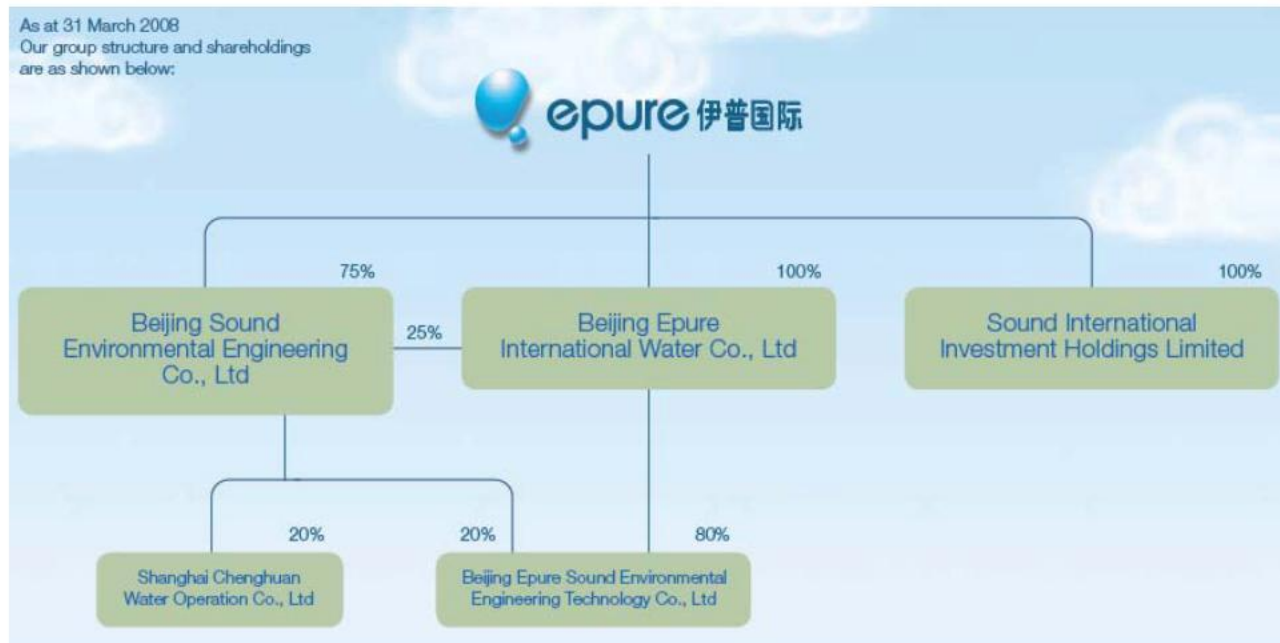 As at 31 March 2008
Our group structure and shareholdings
are as shown below:
epure 伊普国际
75%
100%
100%
Beijing Sound
Environmental Engineering
Co., Ltd
25%
Beijing Epure
International Water Co., Ltd
Sound International
Investment Holdings Limited
20%
20%
80%
Shanghai Chenghuan
Water Operation Co., Ltd
Beijing Epure Sound Environmental
Engineering Technology Co., Ltd